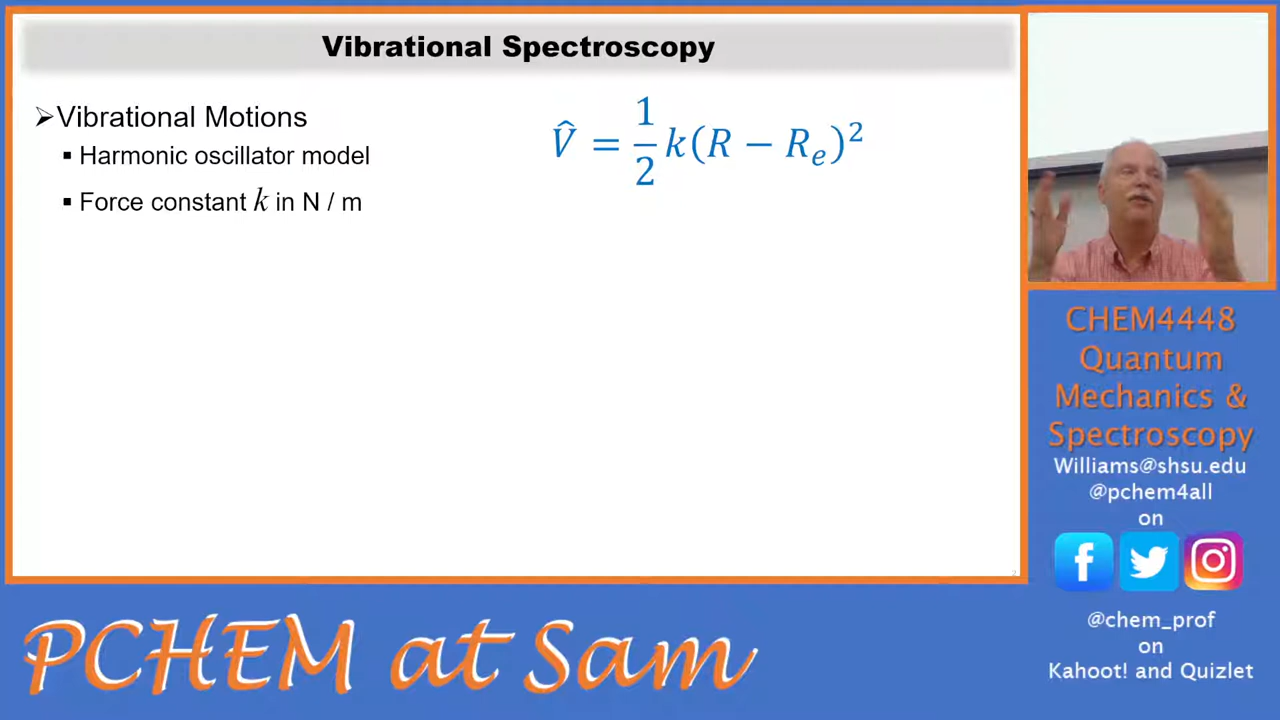 Vibrational Spectroscopy
➢Vibrational Motions
▪ Harmonic oscillator model
▪ Force constant k in N / m
V̂ = 1/2 k(R − Rₑ)²
CHEM4448
Quantum
Mechanics &
Spectroscopy
Williams@shsu.edu
@pchem4all
on
@chem_prof
on
Kahoot! and Quizlet
PCHEM at Sam